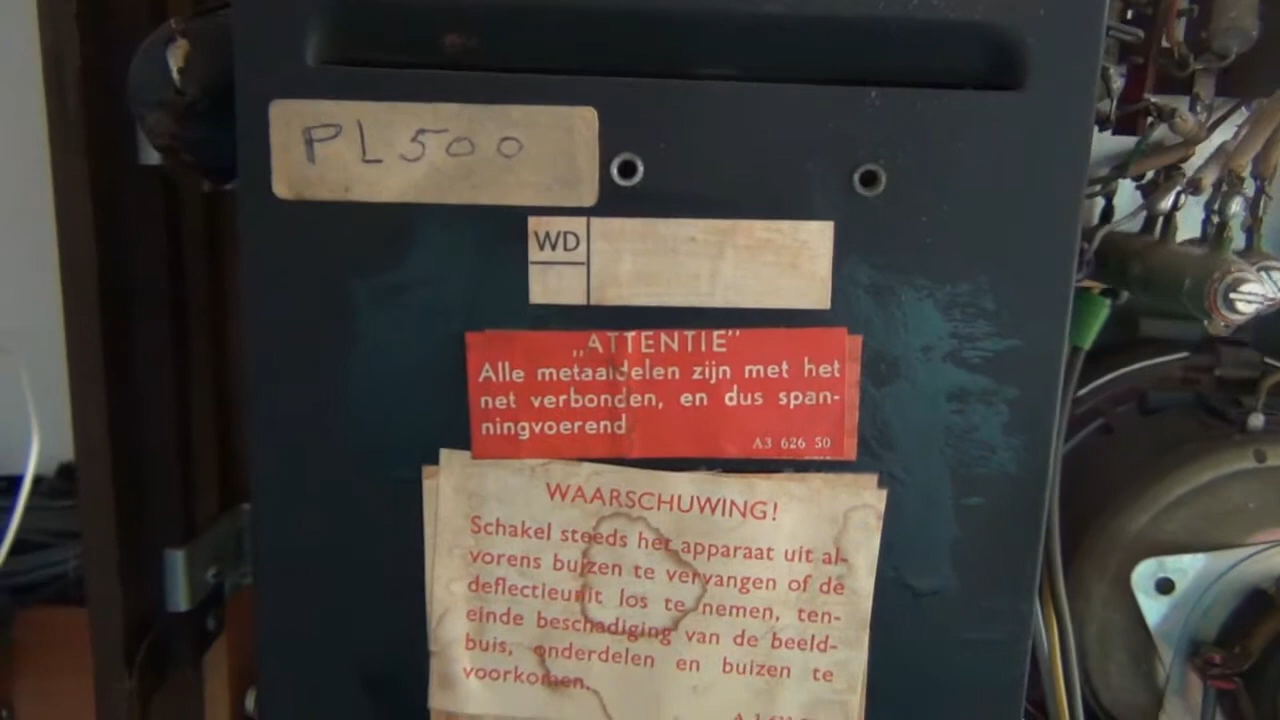 PL500
WD
„ATTENTIE”
Alle metaaldelen zijn met het
net verbonden, en dus span-
ningvoerend
A3 626 50
WAARSCHUWING!
Schakel steeds het apparaat uit al-
vorens buizen te vervangen of de
deflectieunit los te nemen, ten-
einde beschadiging van de beeld-
buis, onderdelen en buizen te
voorkomen.